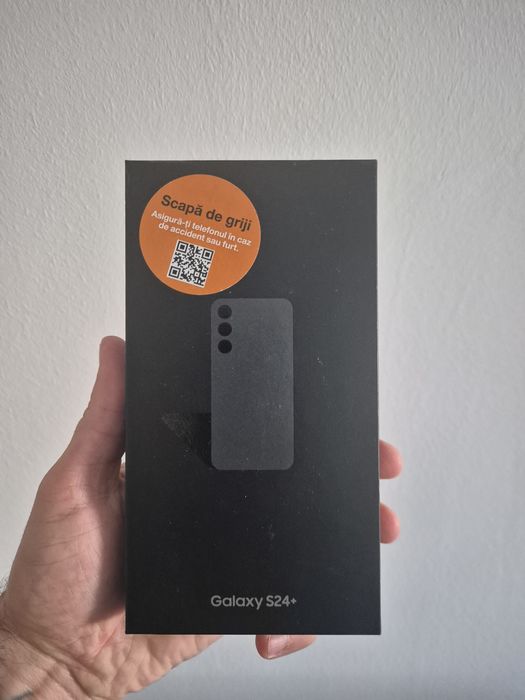 Scapă de griji
Asigură-ți telefonul în caz
de accident sau furt.
Galaxy S24+